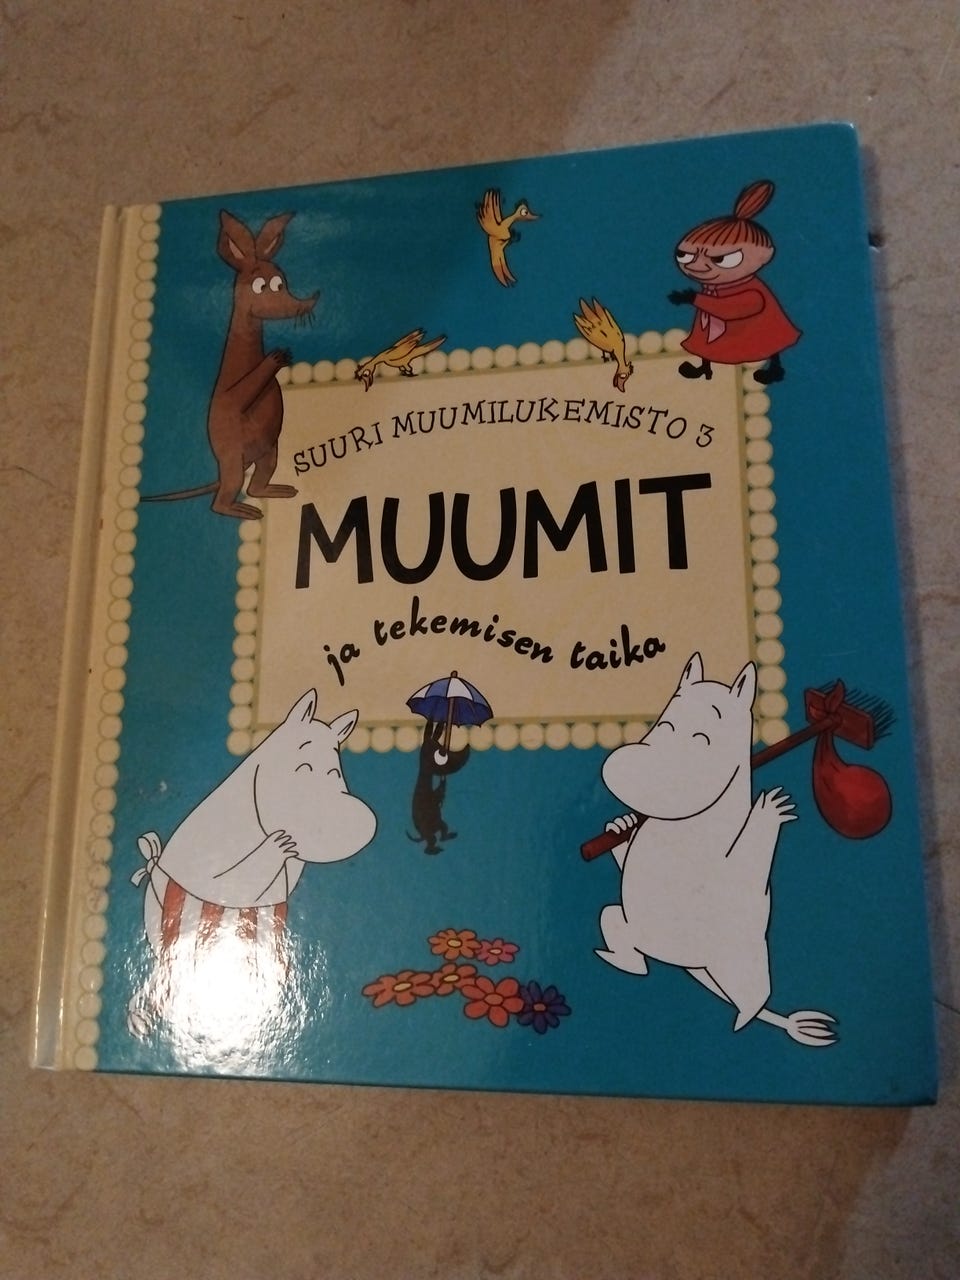 SUURI MUUMILUKEMISTO 3
MUUMIT
ja tekemisen taika